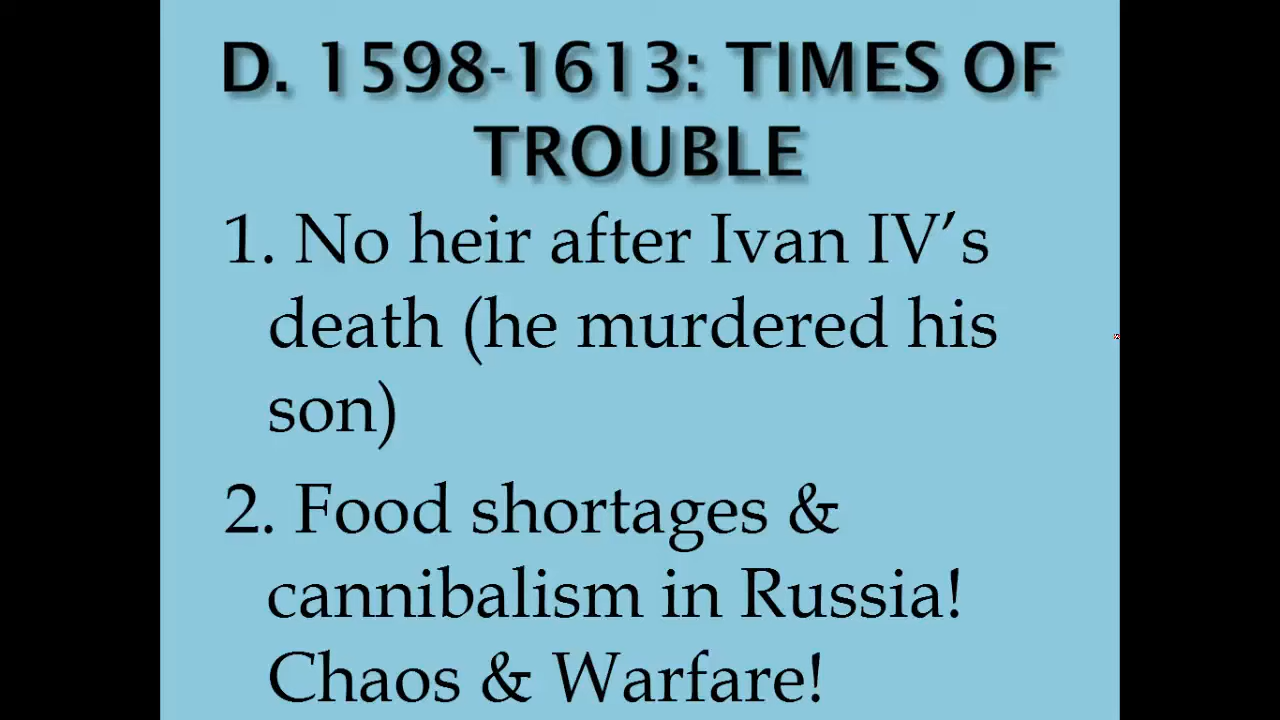 D. 1598-1613: TIMES OF
TROUBLE
1. No heir after Ivan IV’s
death (he murdered his
son)
2. Food shortages &
cannibalism in Russia!
Chaos & Warfare!